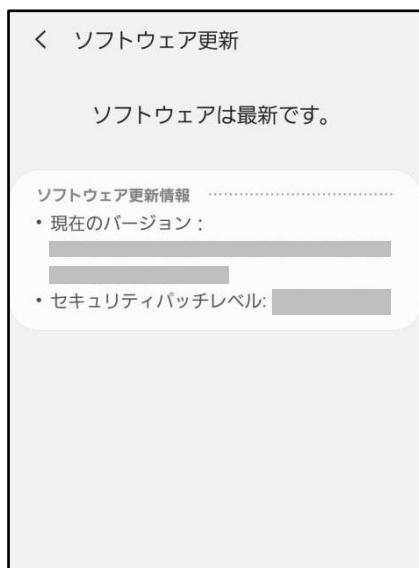 ソフトウェア更新
ソフトウェアは最新です。
ソフトウェア更新情報
・現在のバージョン :
・セキュリティパッチレベル: